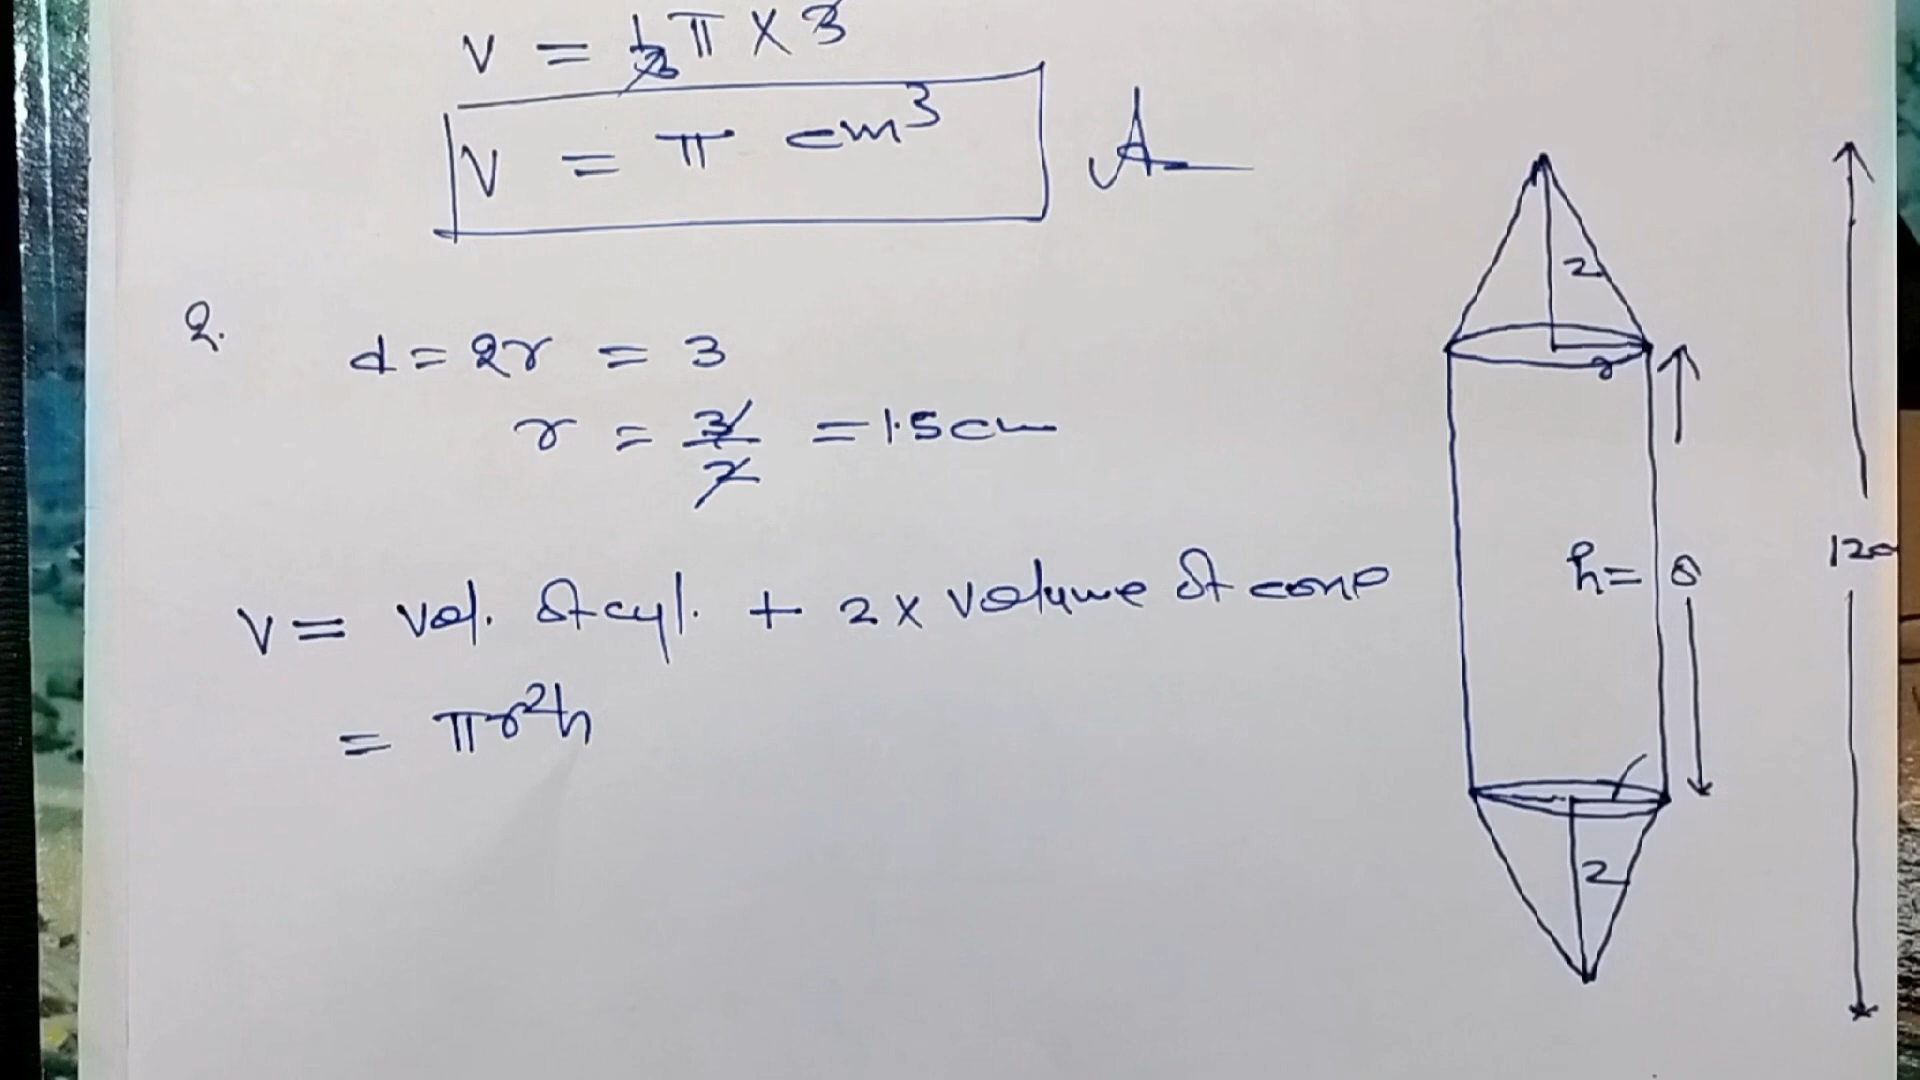 V = 1/3 π × 3
V = π cm³
2.
d = 2r = 3
r = 3/2 = 1.5cm
V = vol. of cyl. + 2 × volume of cone
= πr²h
2
r
h = 8
2